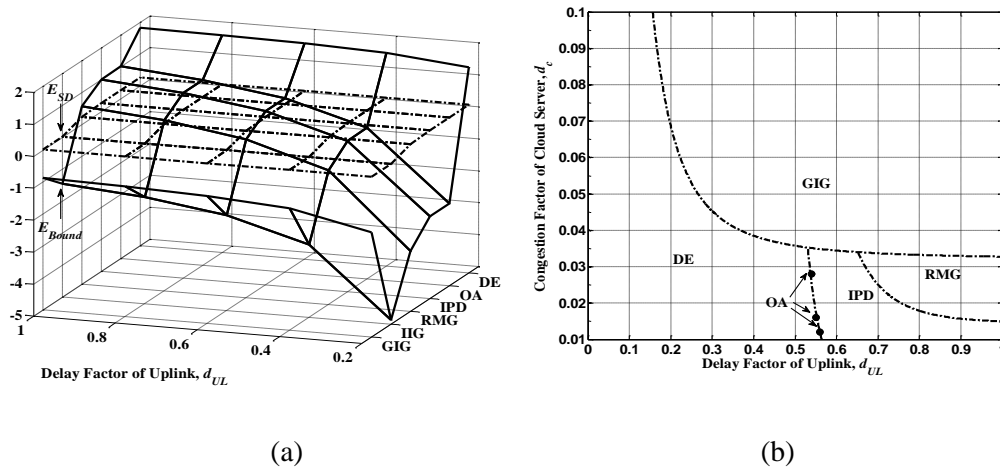 2
1
0
-1
-2
-3
-4
-5
E_SD
E_Bound
1
0.8
0.6
0.4
0.2
DE
OA
IPD
RMG
IIG
GIG
Delay Factor of Uplink, d_UL
(a)
Congestion Factor of Cloud Server, d_c
0.1
0.09
0.08
0.07
0.06
0.05
0.04
0.03
0.02
0.01
GIG
DE
RMG
OA
IPD
0 0.1 0.2 0.3 0.4 0.5 0.6 0.7 0.8 0.9 1
Delay Factor of Uplink, d_UL
(b)